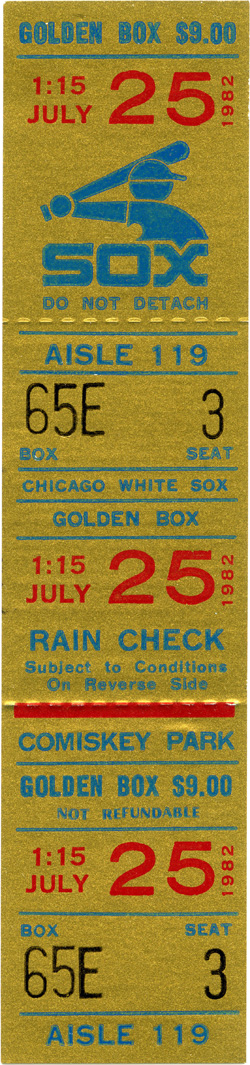 GOLDEN BOX $9.00
1:15 JULY 25 1982
SOX
DO NOT DETACH
AISLE 119
65E 3
BOX SEAT
CHICAGO WHITE SOX
GOLDEN BOX
1:15 JULY 25 1982
RAIN CHECK
Subject to Conditions
On Reverse Side
COMISKEY PARK
GOLDEN BOX $9.00
NOT REFUNDABLE
1:15 JULY 25 1982
BOX SEAT
65E 3
AISLE 119